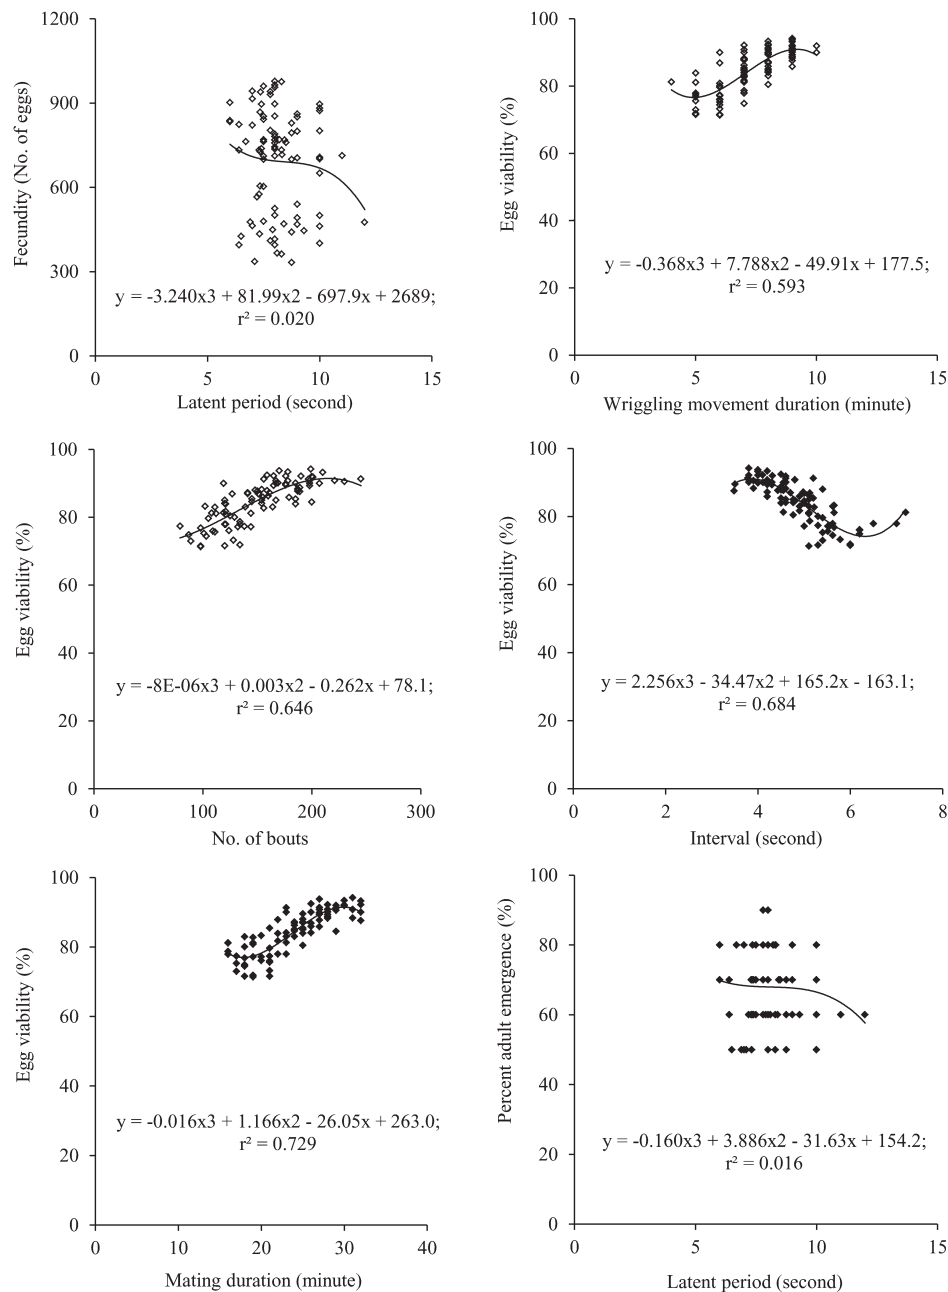 1200
900
600
300
0
Fecundity (No. of eggs)
y = -3.240x3 + 81.99x2 - 697.9x + 2689;
r² = 0.020
0 5 10 15
Latent period (second)
100
80
60
40
20
0
Egg viability (%)
y = -0.368x3 + 7.788x2 - 49.91x + 177.5;
r² = 0.593
0 5 10 15
Wriggling movement duration (minute)
100
80
60
40
20
0
Egg viability (%)
y = -8E-06x3 + 0.003x2 - 0.262x + 78.1;
r² = 0.646
0 100 200 300
No. of bouts
100
80
60
40
20
0
Egg viability (%)
y = 2.256x3 - 34.47x2 + 165.2x - 163.1;
r² = 0.684
0 2 4 6 8
Interval (second)
100
80
60
40
20
0
Egg viability (%)
y = -0.016x3 + 1.166x2 - 26.05x + 263.0;
r² = 0.729
0 10 20 30 40
Mating duration (minute)
100
80
60
40
20
0
Percent adult emergence (%)
y = -0.160x3 + 3.886x2 - 31.63x + 154.2;
r² = 0.016
0 5 10 15
Latent period (second)